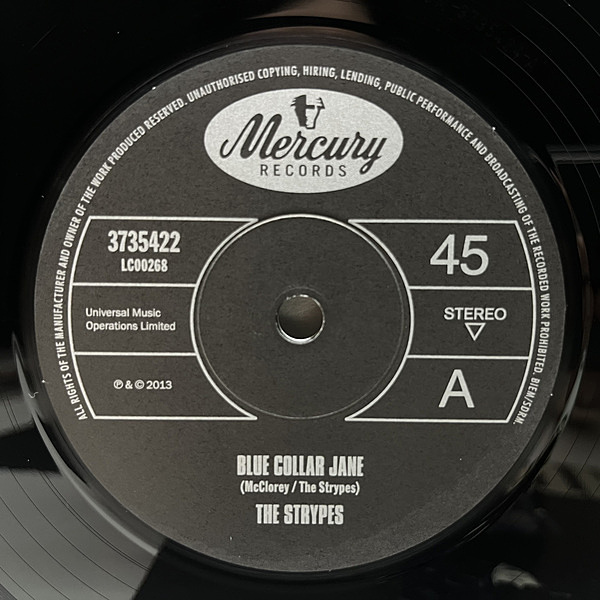 ALL RIGHTS OF THE MANUFACTURER AND OWNER OF THE WORK PRODUCED RESERVED. UNAUTHORISED COPYING, HIRING, LENDING, PUBLIC PERFORMANCE AND BROADCASTING OF THE RECORDED WORK PROHIBITED. BIEM/SDRM.
Mercury
RECORDS
3735422
LC00268
Universal Music
Operations Limited
℗ & © 2013
45
STEREO
A
BLUE COLLAR JANE
(McClorey / The Strypes)
THE STRYPES